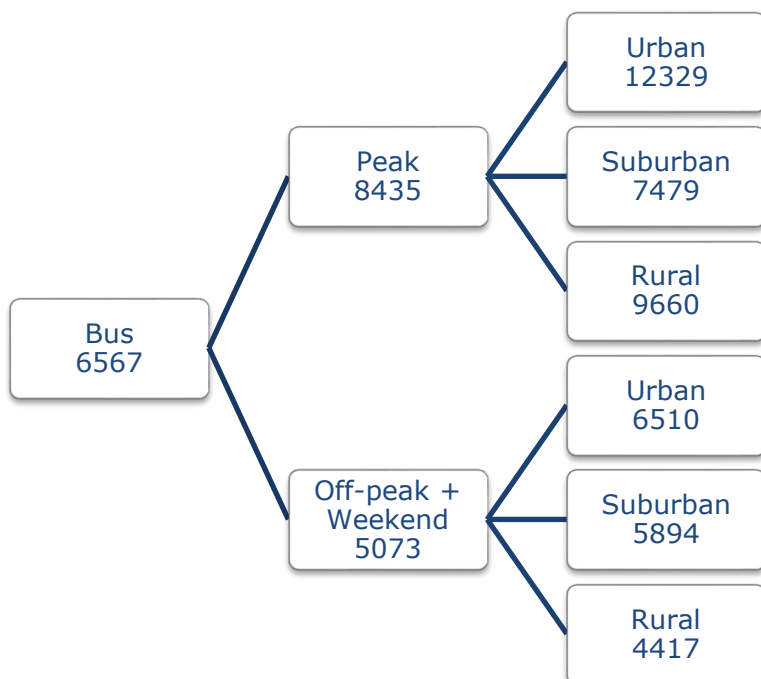 Bus
6567
Peak
8435
Off-peak +
Weekend
5073
Urban
12329
Suburban
7479
Rural
9660
Urban
6510
Suburban
5894
Rural
4417